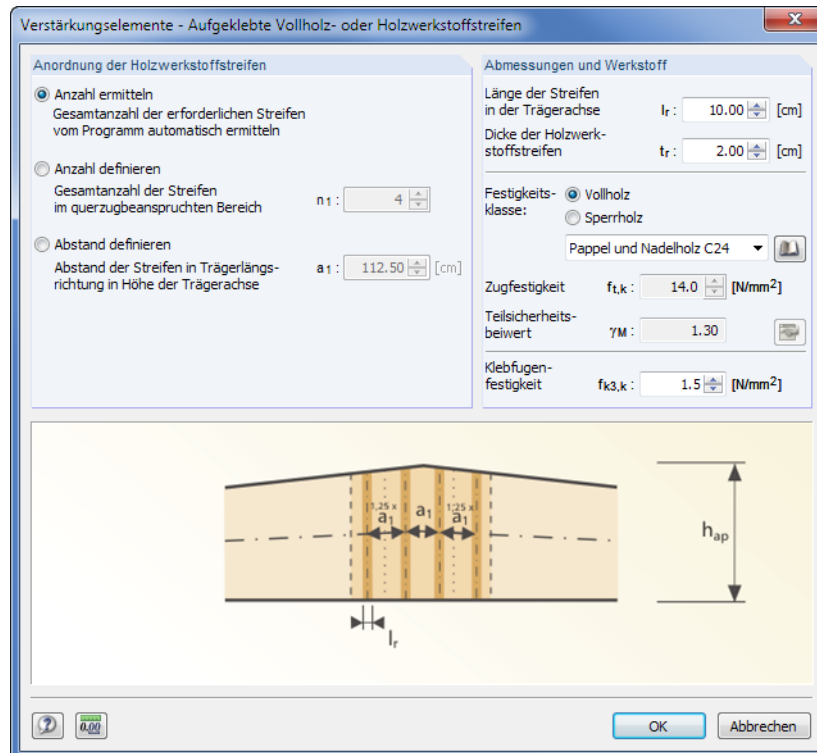 Verstärkungselemente - Aufgeklebte Vollholz- oder Holzwerkstoffstreifen
Anordnung der Holzwerkstoffstreifen
Anzahl ermitteln
Gesamtanzahl der erforderlichen Streifen
vom Programm automatisch ermitteln
Anzahl definieren
Gesamtanzahl der Streifen
im querzugbeanspruchten Bereich n1 : 4
Abstand definieren
Abstand der Streifen in Trägerlängs-
richtung in Höhe der Trägerachse a1 : 112.50 [cm]
Abmessungen und Werkstoff
Länge der Streifen
in der Trägerachse lr : 10.00 [cm]
Dicke der Holzwerk-
stoffstreifen tr : 2.00 [cm]
Festigkeits-
klasse:
Vollholz
Sperrholz
Pappel und Nadelholz C24
Zugfestigkeit ft,k : 14.0 [N/mm²]
Teilsicherheits-
beiwert γM : 1.30
Klebfugen-
festigkeit fk3,k : 1.5 [N/mm²]
1,25 x
a1
a1
1,25 x
a1
hap
lr
0.00
OK
Abbrechen